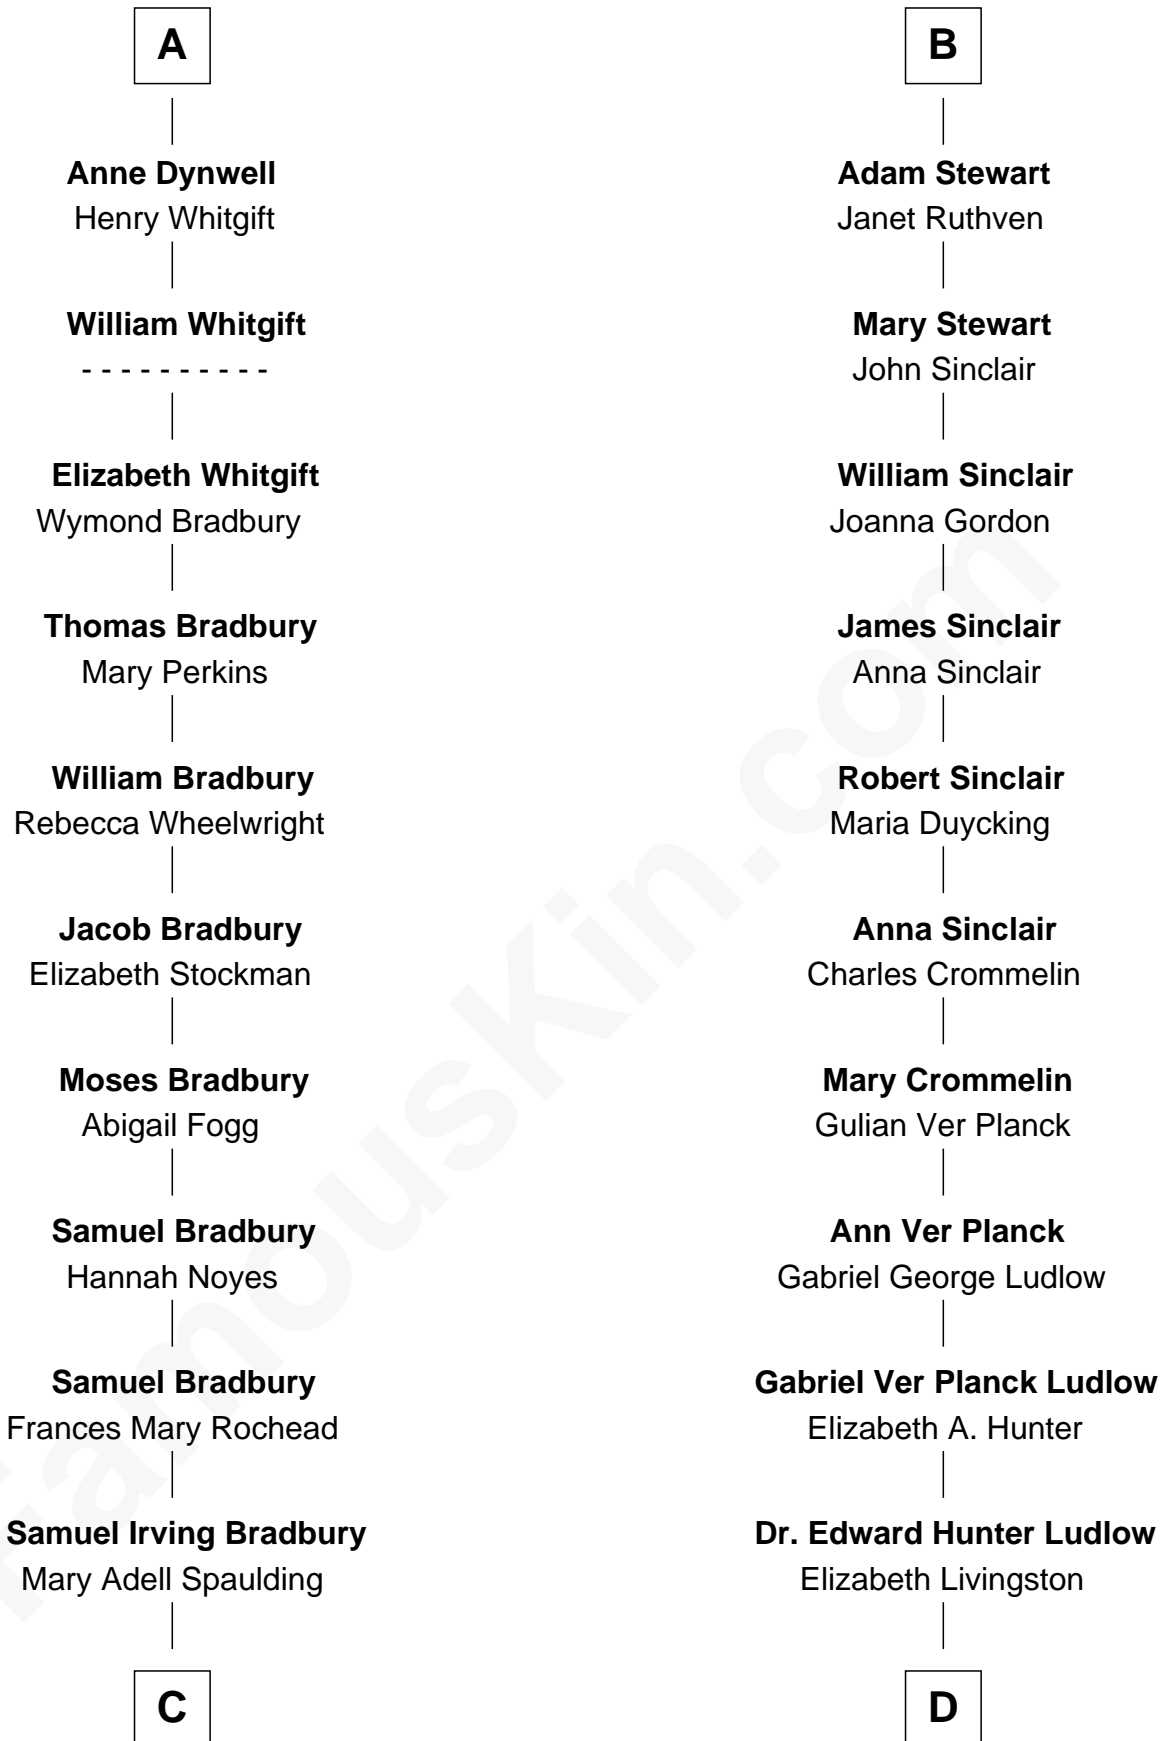 A
Anne Dynwell
Henry Whitgift
William Whitgift
- - - - - - - - - -
Elizabeth Whitgift
Wymond Bradbury
Thomas Bradbury
Mary Perkins
William Bradbury
Rebecca Wheelwright
Jacob Bradbury
Elizabeth Stockman
Moses Bradbury
Abigail Fogg
Samuel Bradbury
Hannah Noyes
Samuel Bradbury
Frances Mary Rochead
Samuel Irving Bradbury
Mary Adell Spaulding
C
B
Adam Stewart
Janet Ruthven
Mary Stewart
John Sinclair
William Sinclair
Joanna Gordon
James Sinclair
Anna Sinclair
Robert Sinclair
Maria Duycking
Anna Sinclair
Charles Crommelin
Mary Crommelin
Gulian Ver Planck
Ann Ver Planck
Gabriel George Ludlow
Gabriel Ver Planck Ludlow
Elizabeth A. Hunter
Dr. Edward Hunter Ludlow
Elizabeth Livingston
D
FamousKin.com